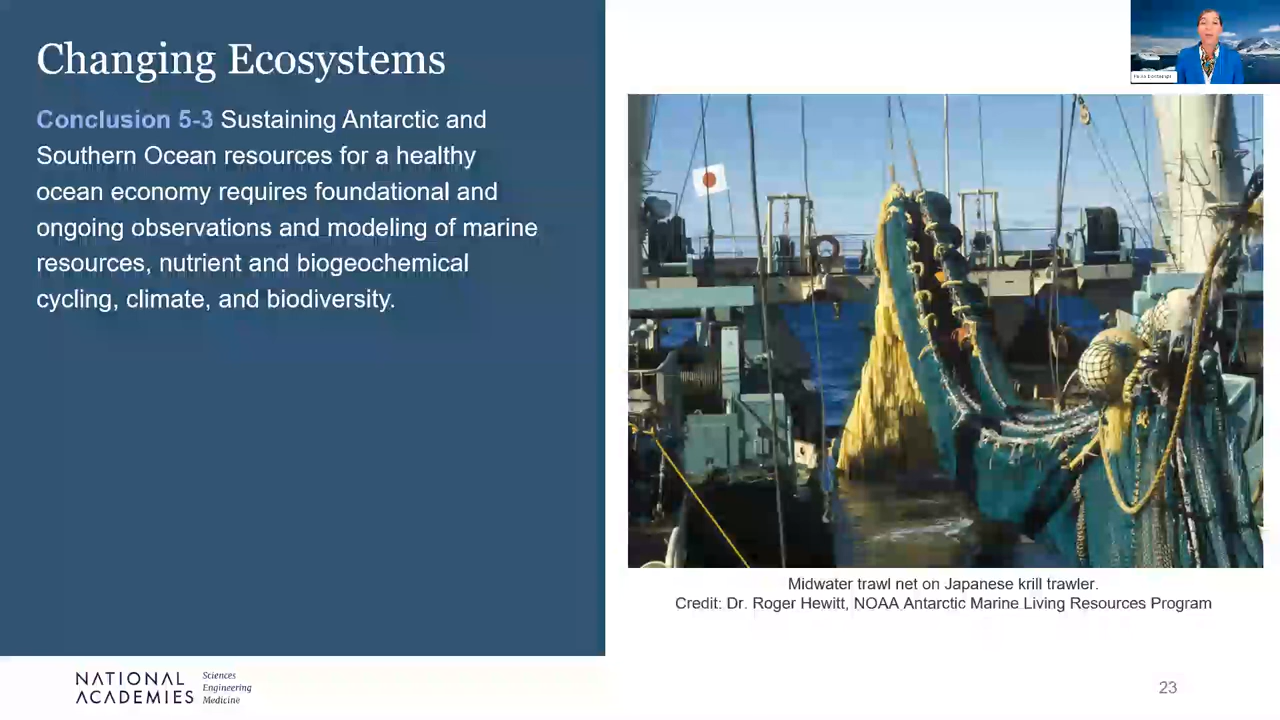 Changing Ecosystems
Conclusion 5-3 Sustaining Antarctic and
Southern Ocean resources for a healthy
ocean economy requires foundational and
ongoing observations and modeling of marine
resources, nutrient and biogeochemical
cycling, climate, and biodiversity.
Midwater trawl net on Japanese krill trawler.
Credit: Dr. Roger Hewitt, NOAA Antarctic Marine Living Resources Program
NATIONAL
ACADEMIES
Sciences
Engineering
Medicine
23